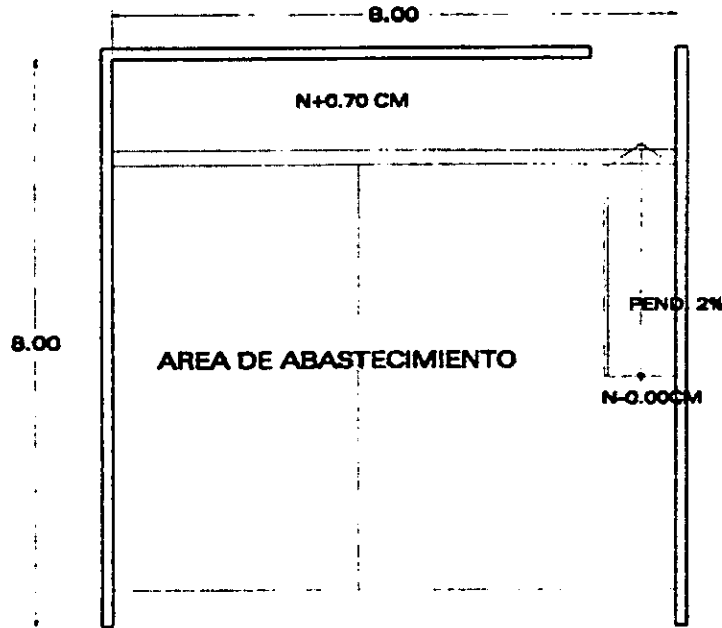 8.00
N+0.70 CM
PEND. 2%
8.00
AREA DE ABASTECIMIENTO
N-0.00CM